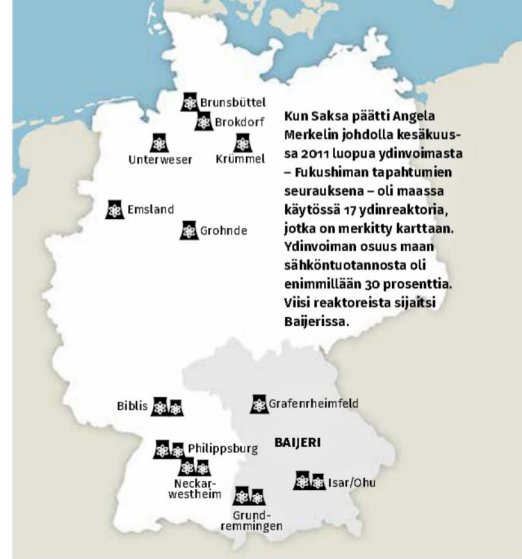 Brunsbüttel
Brokdorf
Unterweser
Krümmel
Emsland
Grohnde
Kun Saksa päätti Angela
Merkelin johdolla kesäkuus-
sa 2011 luopua ydinvoimasta
– Fukushiman tapahtumien
seurauksena – oli maassa
käytössä 17 ydinreaktoria,
jotka on merkitty karttaan.
Ydinvoiman osuus maan
sähköntuotannosta oli
enimmillään 30 prosenttia.
Viisi reaktoreista sijaitsi
Baijerissa.
Biblis
Grafenrheimfeld
Philippsburg
BAIJERI
Neckar-
westheim
Isar/Ohu
Grund-
remmingen